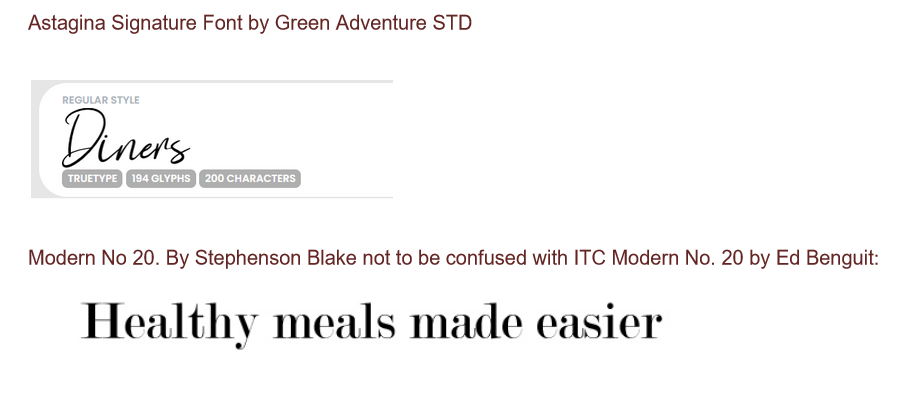 Astagina Signature Font by Green Adventure STD
REGULAR STYLE
Diners
TRUETYPE 194 GLYPHS 200 CHARACTERS
Modern No 20. By Stephenson Blake not to be confused with ITC Modern No. 20 by Ed Benguit:
Healthy meals made easier